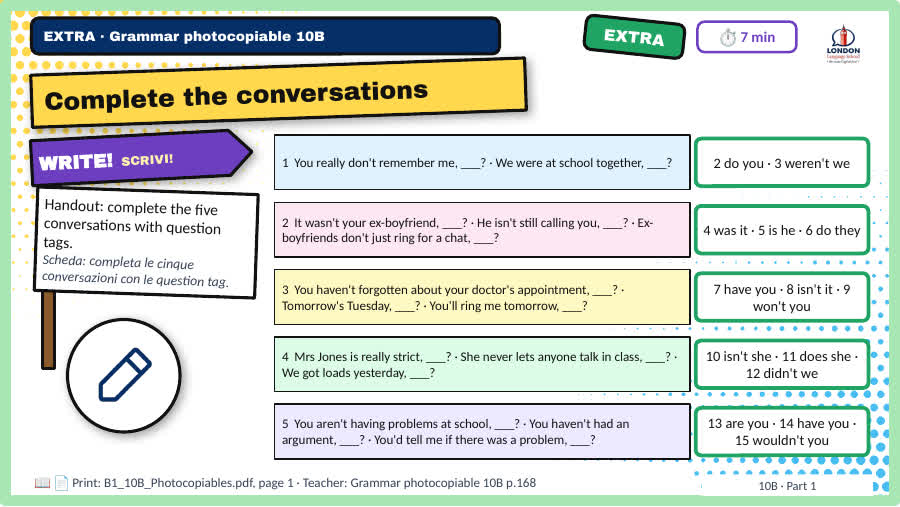 EXTRA · Grammar photocopiable 10B
EXTRA
⏱️ 7 min
LONDON
Language School
Complete the conversations
WRITE! SCRIVI!
Handout: complete the five
conversations with question
tags.
Scheda: completa le cinque
conversazioni con le question tag.
1 You really don't remember me, ___? · We were at school together, ___?
2 do you · 3 weren't we
2 It wasn't your ex-boyfriend, ___? · He isn't still calling you, ___? · Ex-
boyfriends don't just ring for a chat, ___?
4 was it · 5 is he · 6 do they
3 You haven't forgotten about your doctor's appointment, ___? ·
Tomorrow's Tuesday, ___? · You'll ring me tomorrow, ___?
7 have you · 8 isn't it · 9
won't you
4 Mrs Jones is really strict, ___? · She never lets anyone talk in class, ___? ·
We got loads yesterday, ___?
10 isn't she · 11 does she ·
12 didn't we
5 You aren't having problems at school, ___? · You haven't had an
argument, ___? · You'd tell me if there was a problem, ___?
13 are you · 14 have you ·
15 wouldn't you
📖 📄 Print: B1_10B_Photocopiables.pdf, page 1 · Teacher: Grammar photocopiable 10B p.168
10B · Part 1